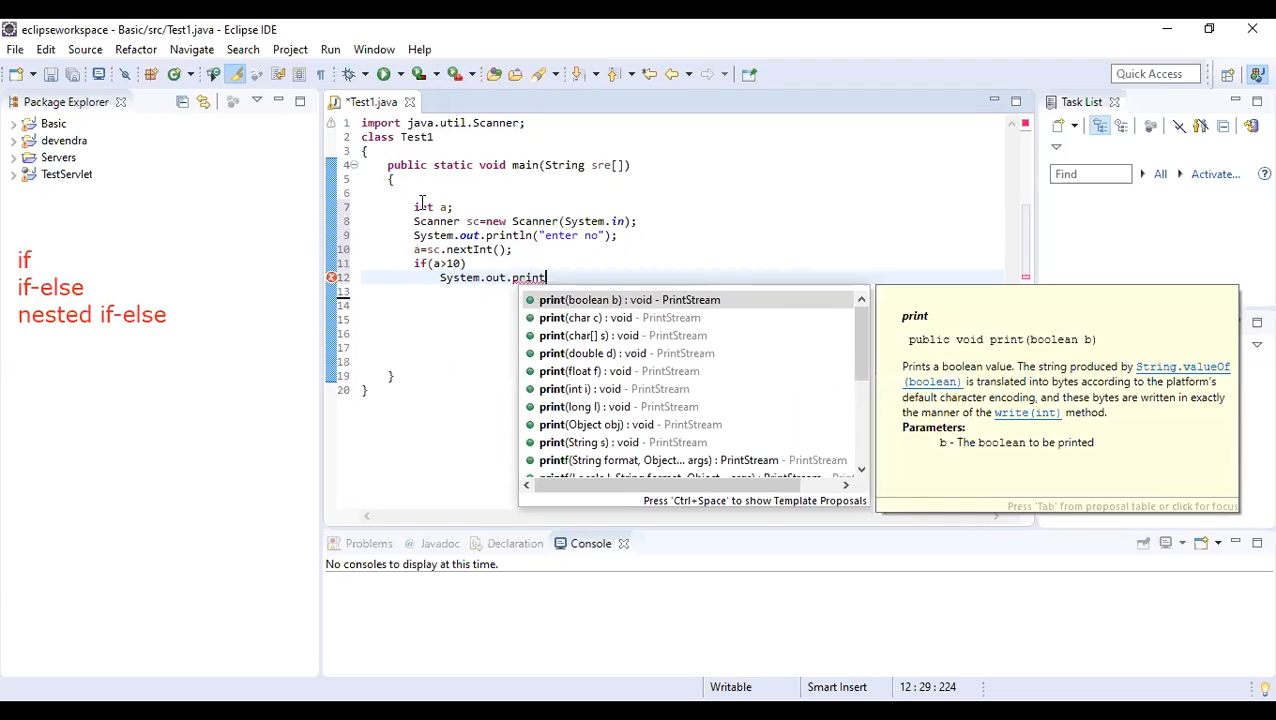 eclipseworkspace - Basic/src/Test1.java - Eclipse IDE
File Edit Source Refactor Navigate Search Project Run Window Help
Quick Access
Package Explorer
*Test1.java
Task List
Basic
devendra
Servers
TestServlet
Find
All
Activate...
1 import java.util.Scanner;
2 class Test1
3 {
4 public static void main(String sre[])
5 {
6
7 int a;
8 Scanner sc=new Scanner(System.in);
9 System.out.println("enter no");
10 a=sc.nextInt();
11 if(a>10)
12 System.out.print
13
14
15
16
17
18
19 }
20 }
if
if-else
nested if-else
print(boolean b) : void - PrintStream
print(char c) : void - PrintStream
print(char[] s) : void - PrintStream
print(double d) : void - PrintStream
print(float f) : void - PrintStream
print(int i) : void - PrintStream
print(long l) : void - PrintStream
print(Object obj) : void - PrintStream
print(String s) : void - PrintStream
printf(String format, Object... args) : PrintStream - PrintStream
Press 'Ctrl+Space' to show Template Proposals
print
public void print(boolean b)
Prints a boolean value. The string produced by String.valueOf
(boolean) is translated into bytes according to the platform's
default character encoding, and these bytes are written in exactly
the manner of the write(int) method.
Parameters:
b - The boolean to be printed
Press 'Tab' from proposal table or click for focus
Problems
Javadoc
Declaration
Console
No consoles to display at this time.
Writable
Smart Insert
12 : 29 : 224